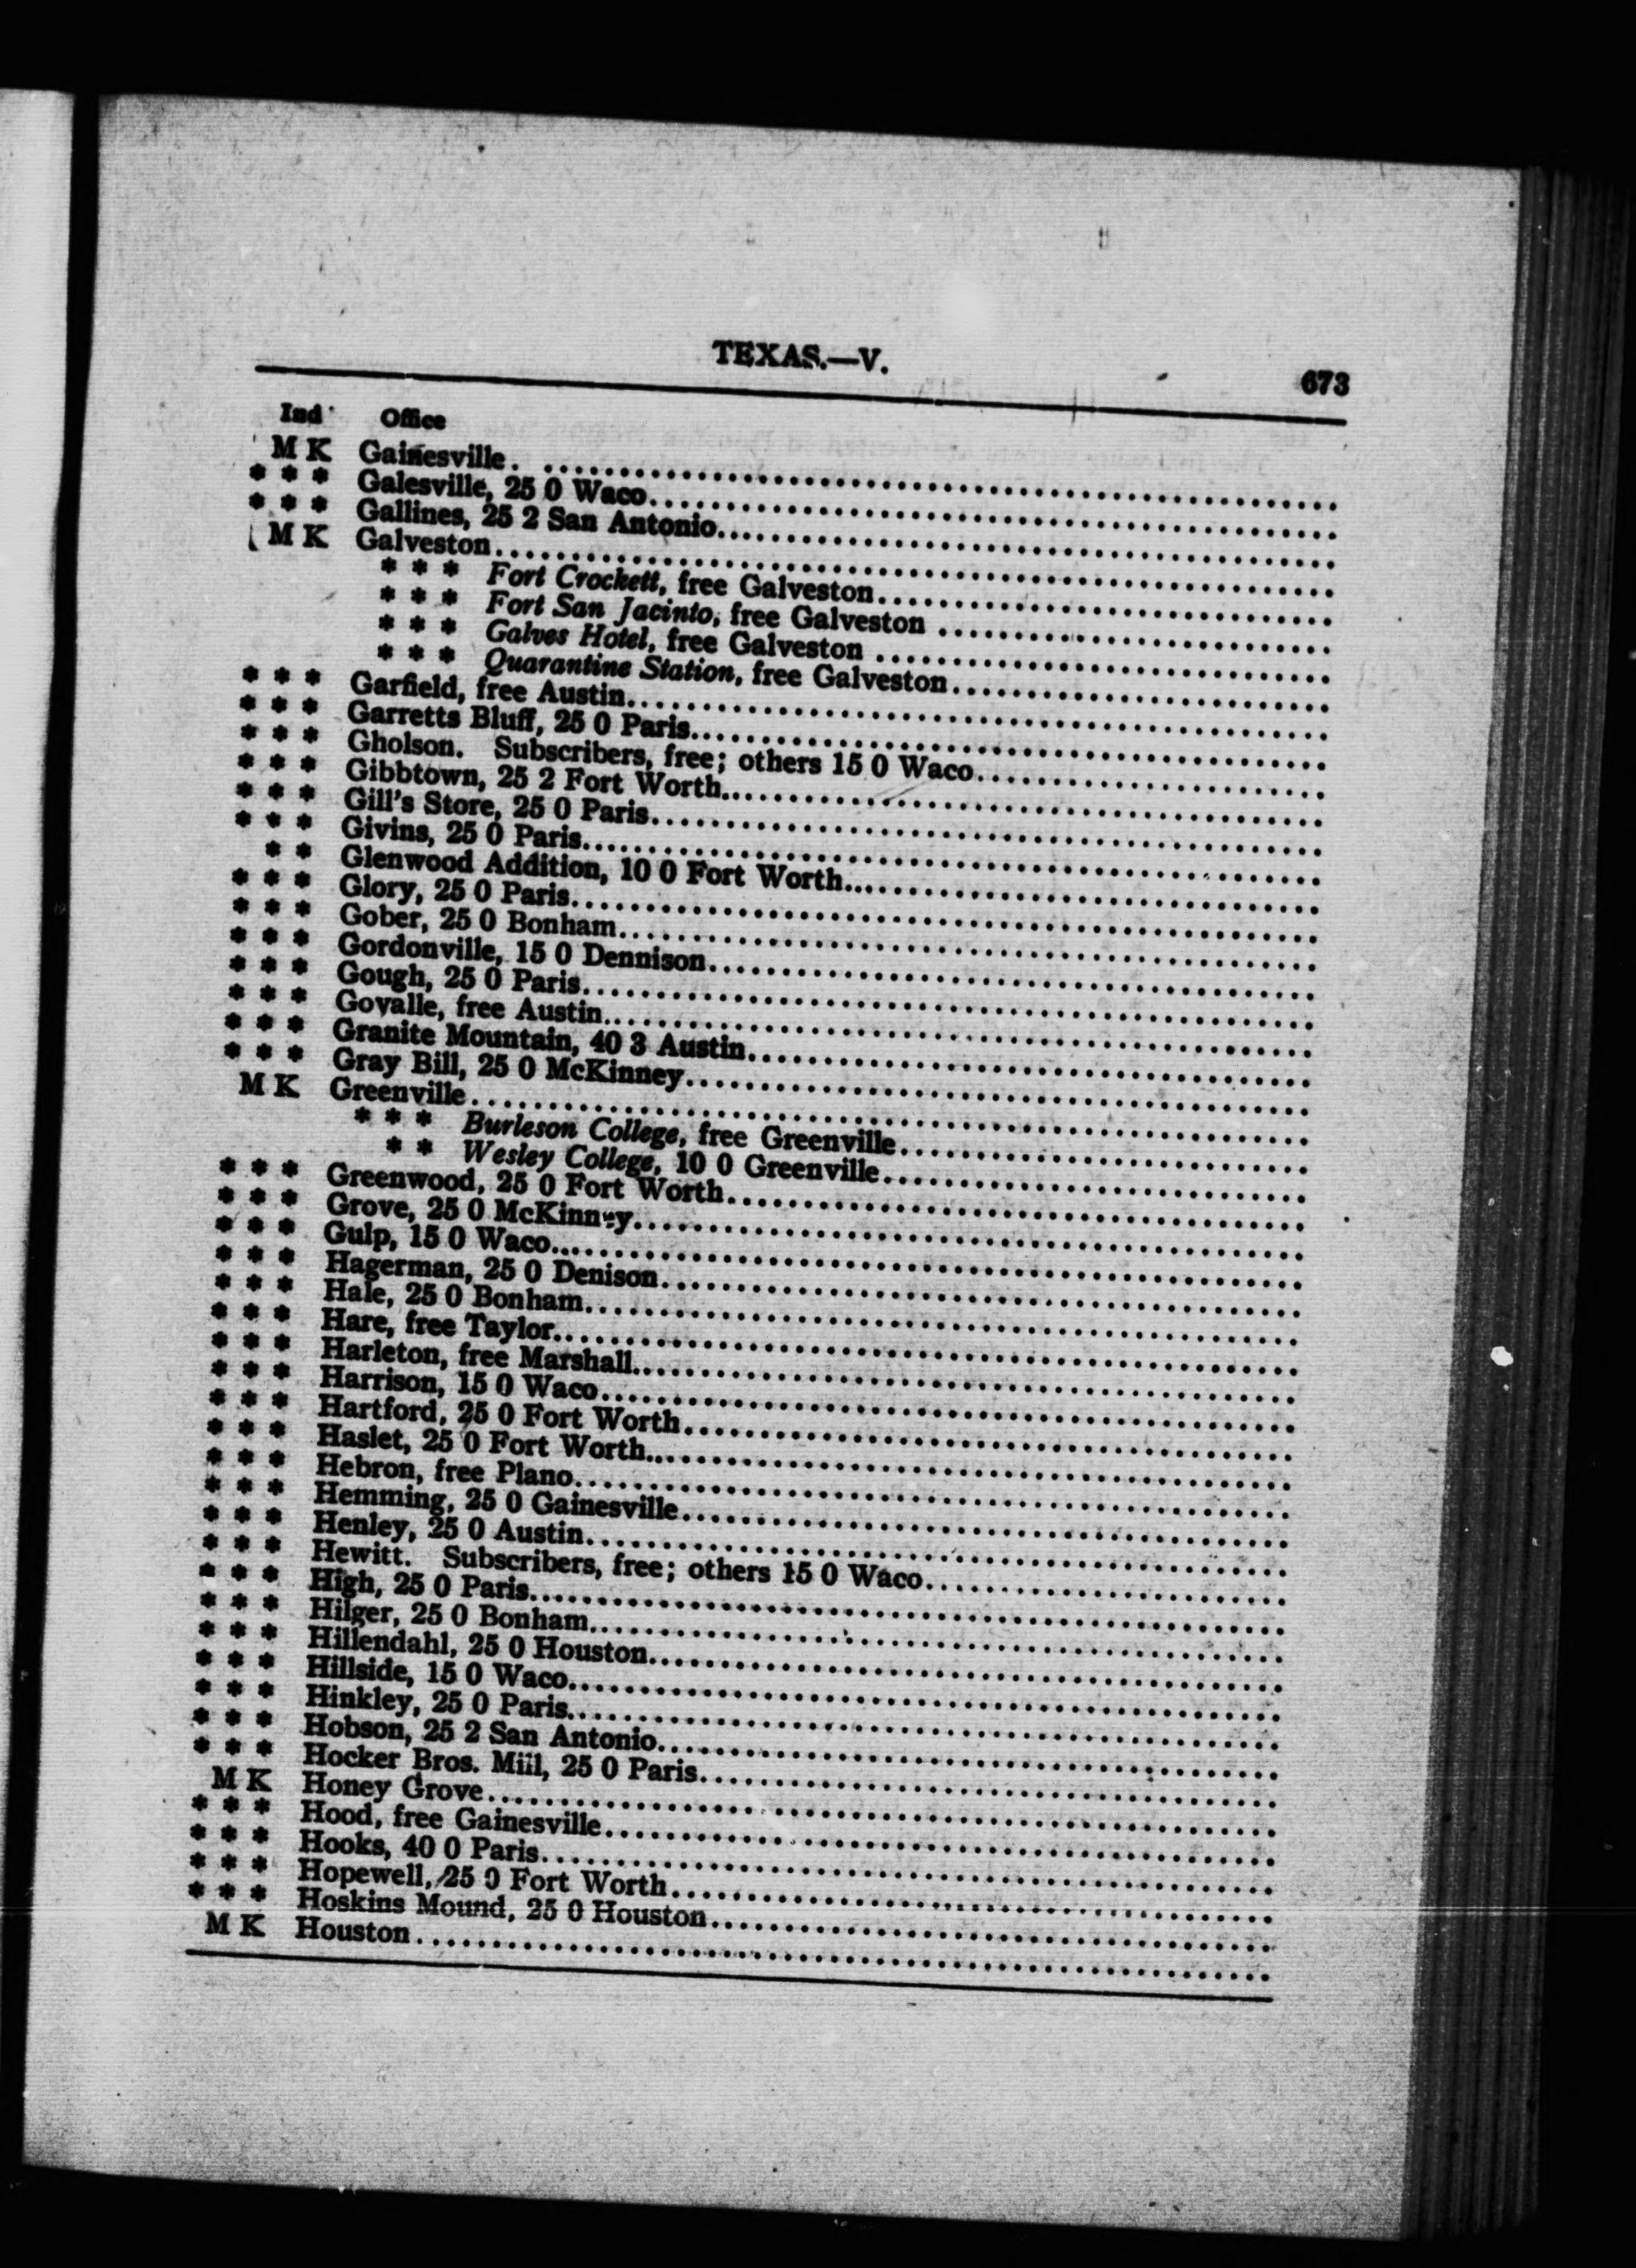 TEXAS.—V.
673
Ind Office
M K Gainesville. ..........
* * * Galesville, 25 0 Waco..........
* * * Gallines, 25 2 San Antonio..........
M K Galveston..........
* * * Fort Crockett, free Galveston..........
* * * Fort San Jacinto, free Galveston ..........
* * * Galves Hotel, free Galveston ..........
* * * Quarantine Station, free Galveston..........
* * * Garfield, free Austin..........
* * * Garretts Bluff, 25 0 Paris..........
* * * Gholson. Subscribers, free; others 15 0 Waco..........
* * * Gibbtown, 25 2 Fort Worth..........
* * * Gill's Store, 25 0 Paris..........
* * * Givins, 25 0 Paris..........
* * Glenwood Addition, 10 0 Fort Worth..........
* * * Glory, 25 0 Paris..........
* * * Gober, 25 0 Bonham..........
* * * Gordonville, 15 0 Dennison..........
* * * Gough, 25 0 Paris..........
* * * Govalle, free Austin..........
* * * Granite Mountain, 40 3 Austin..........
* * * Gray Bill, 25 0 McKinney..........
M K Greenville..........
* * * Burleson College, free Greenville..........
* * Wesley College, 10 0 Greenville..........
* * * Greenwood, 25 0 Fort Worth..........
* * * Grove, 25 0 McKinney..........
* * * Gulp, 15 0 Waco..........
* * * Hagerman, 25 0 Denison..........
* * * Hale, 25 0 Bonham..........
* * * Hare, free Taylor..........
* * * Harleton, free Marshall..........
* * * Harrison, 15 0 Waco..........
* * * Hartford, 25 0 Fort Worth..........
* * * Haslet, 25 0 Fort Worth..........
* * * Hebron, free Plano..........
* * * Hemming, 25 0 Gainesville..........
* * * Henley, 25 0 Austin..........
* * * Hewitt. Subscribers, free; others 15 0 Waco..........
* * * High, 25 0 Paris..........
* * * Hilger, 25 0 Bonham..........
* * * Hillendahl, 25 0 Houston..........
* * * Hillside, 15 0 Waco..........
* * * Hinkley, 25 0 Paris..........
* * * Hobson, 25 2 San Antonio..........
* * * Hocker Bros. Mill, 25 0 Paris..........
M K Honey Grove..........
* * * Hood, free Gainesville..........
* * * Hooks, 40 0 Paris..........
* * * Hopewell, 25 0 Fort Worth..........
* * * Hoskins Mound, 25 0 Houston..........
M K Houston..........